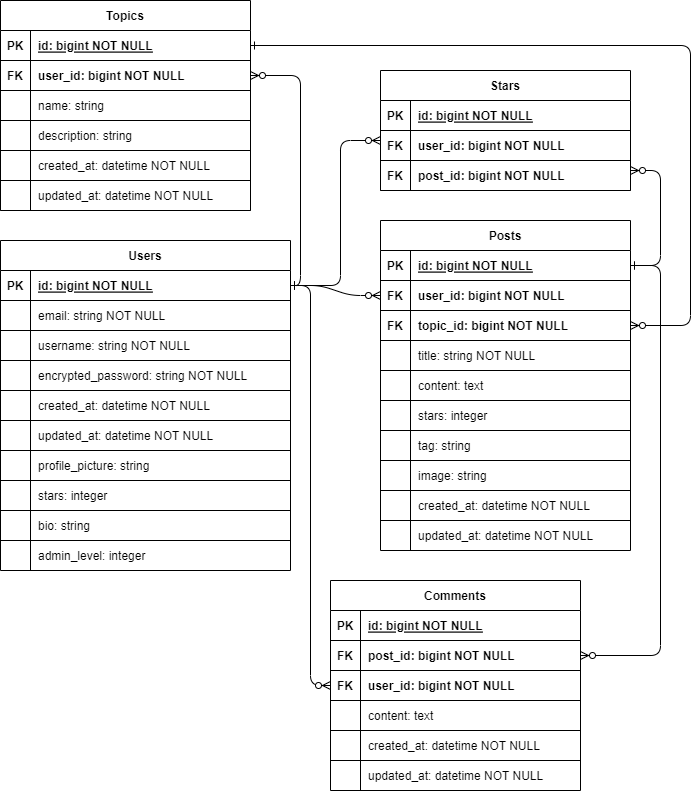 Topics
PK id: bigint NOT NULL
FK user_id: bigint NOT NULL
name: string
description: string
created_at: datetime NOT NULL
updated_at: datetime NOT NULL
Users
PK id: bigint NOT NULL
email: string NOT NULL
username: string NOT NULL
encrypted_password: string NOT NULL
created_at: datetime NOT NULL
updated_at: datetime NOT NULL
profile_picture: string
stars: integer
bio: string
admin_level: integer
Stars
PK id: bigint NOT NULL
FK user_id: bigint NOT NULL
FK post_id: bigint NOT NULL
Posts
PK id: bigint NOT NULL
FK user_id: bigint NOT NULL
FK topic_id: bigint NOT NULL
title: string NOT NULL
content: text
stars: integer
tag: string
image: string
created_at: datetime NOT NULL
updated_at: datetime NOT NULL
Comments
PK id: bigint NOT NULL
FK post_id: bigint NOT NULL
FK user_id: bigint NOT NULL
content: text
created_at: datetime NOT NULL
updated_at: datetime NOT NULL